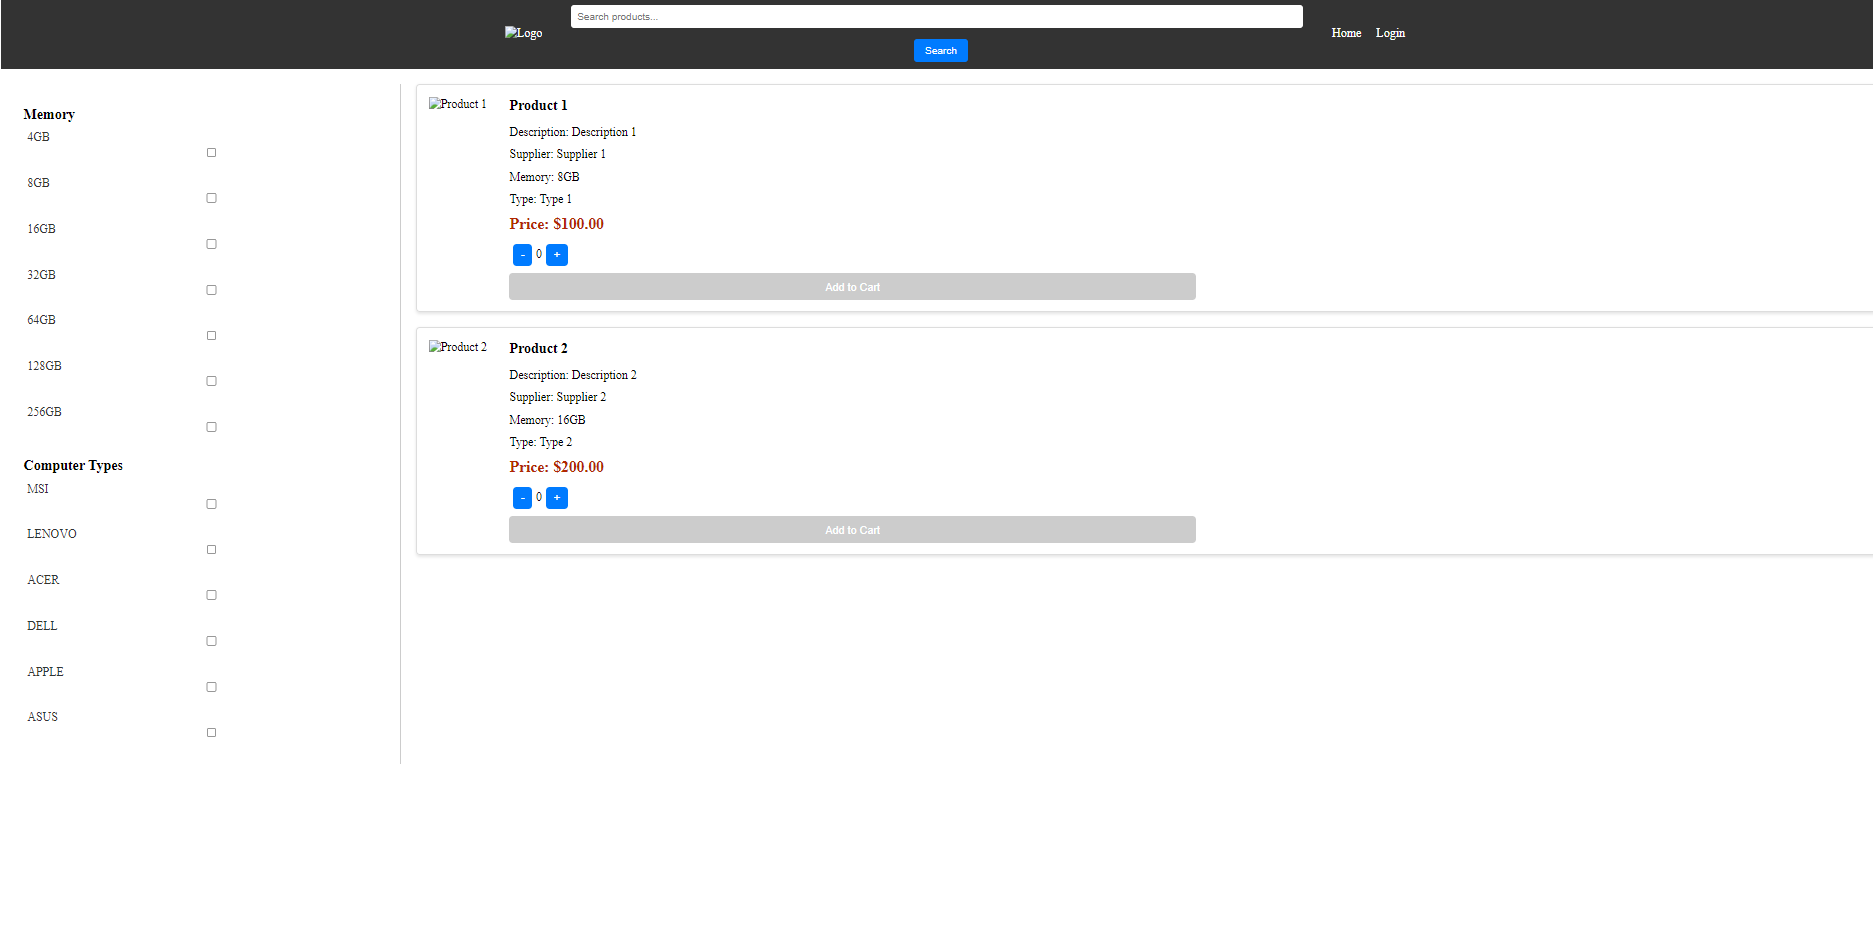 Logo
Search products...
Search
Home Login
Memory
4GB
8GB
16GB
32GB
64GB
128GB
256GB
Computer Types
MSI
LENOVO
ACER
DELL
APPLE
ASUS
Product 1
Product 1
Description: Description 1
Supplier: Supplier 1
Memory: 8GB
Type: Type 1
Price: $100.00
- 0 +
Add to Cart
Product 2
Product 2
Description: Description 2
Supplier: Supplier 2
Memory: 16GB
Type: Type 2
Price: $200.00
- 0 +
Add to Cart